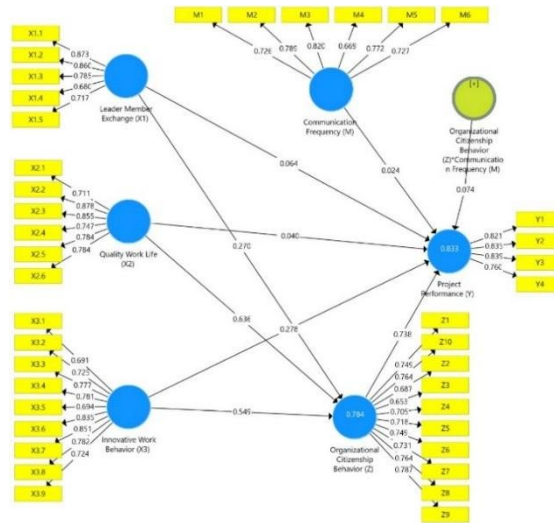 M1
M2
M3
M4
M5
M6
0.726
0.785
0.820
0.669
0.772
0.727
X1.1
X1.2
X1.3
X1.4
X1.5
0.873
0.860
0.785
0.680
0.717
Leader Member
Exchange (X1)
Communication
Frequency (M)
[+]
Organizational
Citizenship
Behavior
(Z)*Communicatio
n Frequency (M)
0.064
0.024
0.074
X2.1
X2.2
X2.3
X2.4
X2.5
X2.6
0.711
0.878
0.855
0.747
0.784
0.784
Quality Work Life
(X2)
0.270
0.040
0.833
Project
Performance (Y)
0.821
0.835
0.835
0.760
Y1
Y2
Y3
Y4
0.636
0.278
0.738
X3.1
X3.2
X3.3
X3.4
X3.5
X3.6
X3.7
X3.8
X3.9
0.691
0.725
0.777
0.781
0.694
0.835
0.851
0.782
0.724
Innovative Work
Behavior (X3)
0.549
0.784
Organizational
Citizenship
Behavior (Z)
0.749
0.764
0.687
0.653
0.705
0.718
0.749
0.731
0.764
0.787
Z1
Z10
Z2
Z3
Z4
Z5
Z6
Z7
Z8
Z9